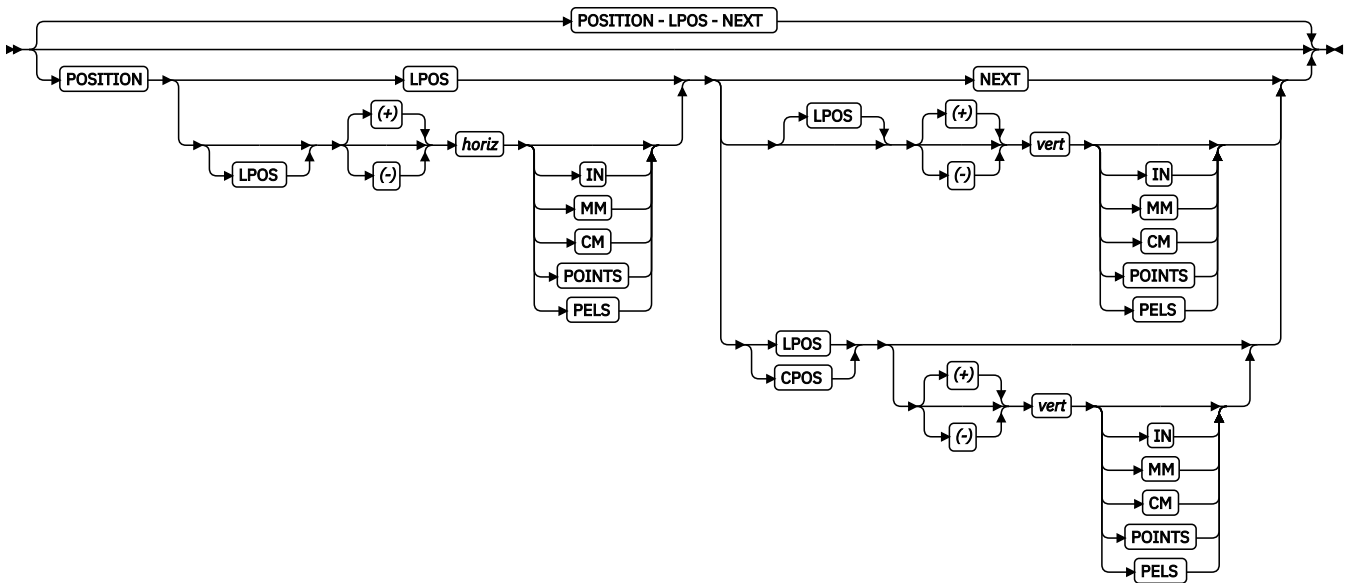 POSITION - LPOS - NEXT
POSITION LPOS NEXT
(+) LPOS (+)
horiz vert
LPOS (-) IN (-) IN
MM MM
CM CM
POINTS POINTS
PELS PELS
LPOS
(+)
CPOS
vert
(-) IN
MM
CM
POINTS
PELS